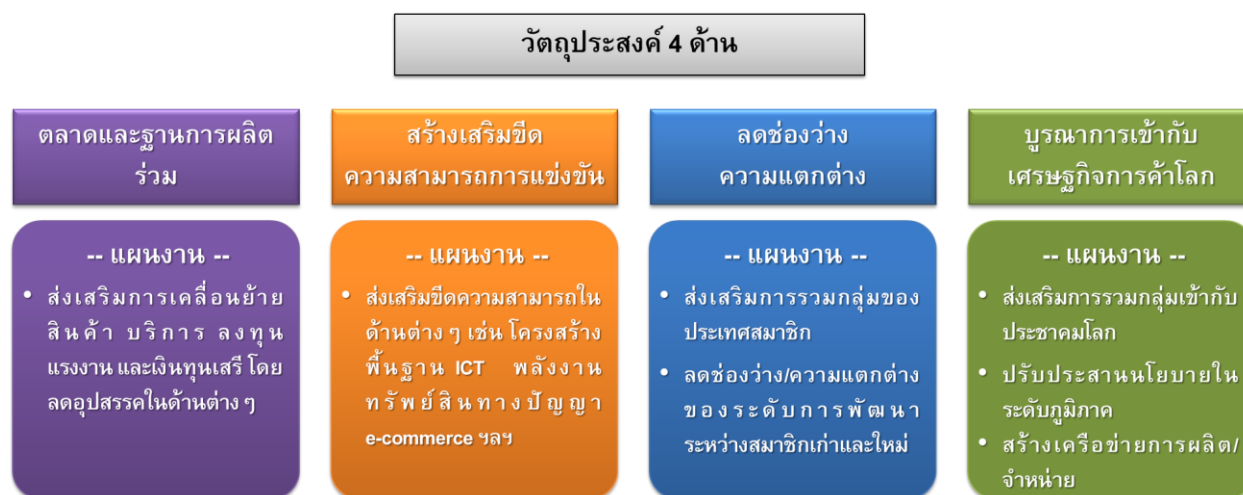 วัตถุประสงค์ 4 ด้าน
ตลาดและฐานการผลิต
ร่วม
-- แผนงาน --
• ส่งเสริมการเคลื่อนย้าย
สินค้า บริการ ลงทุน
แรงงาน และเงินทุนเสรี โดย
ลดอุปสรรคในด้านต่าง ๆ
สร้างเสริมขีด
ความสามารถการแข่งขัน
-- แผนงาน --
• ส่งเสริมขีดความสามารถใน
ด้านต่าง ๆ เช่น โครงสร้าง
พื้นฐาน ICT พลังงาน
ทรัพย์สินทางปัญญา
e-commerce ฯลฯ
ลดช่องว่าง
ความแตกต่าง
-- แผนงาน --
• ส่งเสริมการรวมกลุ่มของ
ประเทศสมาชิก
• ลดช่องว่าง/ความแตกต่าง
ของระดับการพัฒนา
ระหว่างสมาชิกเก่าและใหม่
บูรณาการเข้ากับ
เศรษฐกิจการค้าโลก
-- แผนงาน --
• ส่งเสริมการรวมกลุ่มเข้ากับ
ประชาคมโลก
• ปรับประสานนโยบายใน
ระดับภูมิภาค
• สร้างเครือข่ายการผลิต/
จำหน่าย